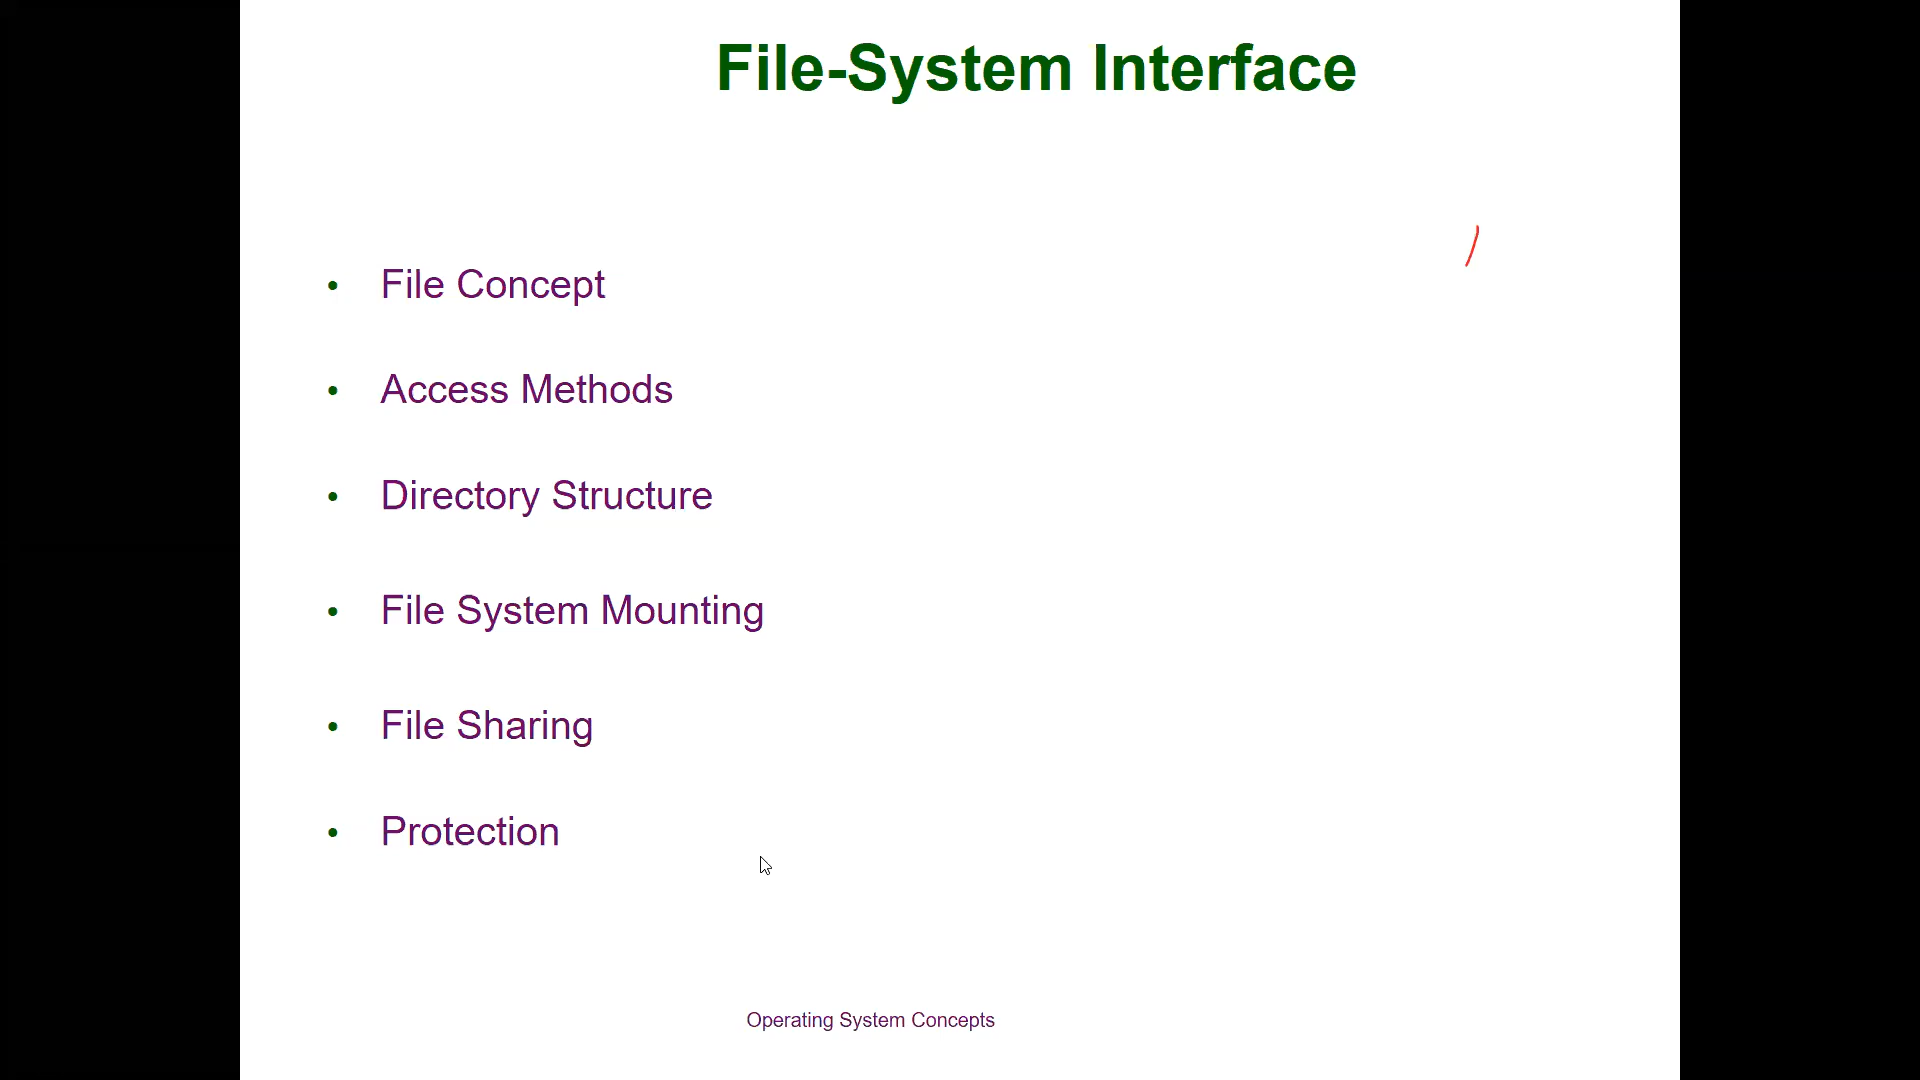 File-System Interface
• File Concept
• Access Methods
• Directory Structure
• File System Mounting
• File Sharing
• Protection
Operating System Concepts